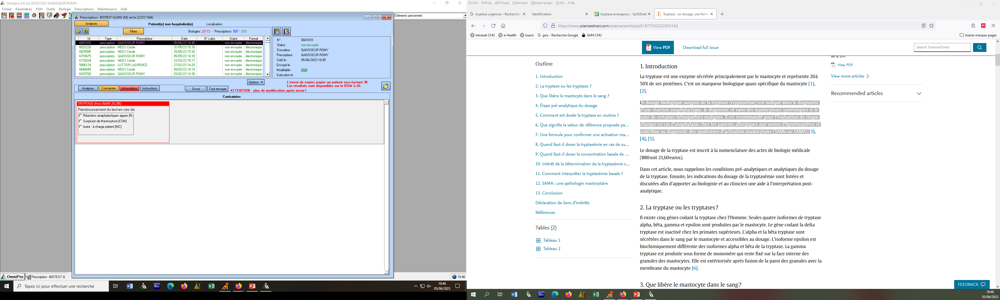 Omnipro 4.6.5.b 28/03/2023 (GADISSEUR ROMY)
Fichier Paramètres PUH Outils Biologie Prescriptions Maintenance Aide
Prescription : BIOTEST GLIMS (M) né le 22/07/1946.
Eléments personnels
Analyses Patient(e) non hospitalisé(e). Localisation:
Filtres Biologies: 20172 - Prescriptions: 597 - 219
Id Type Prescripteur Date N° Labo Statut Format
6841018 prescription GADISSEUR ROMY 05/06/23 10:45 non envoyée électronique
6833226 prescription MEEX Cécile 31/05/23 10:30 non envoyée électronique
6825585 prescription MEEX Cécile 25/05/23 15:30 non envoyée électronique
6793675 prescription GADISSEUR ROMY 05/05/23 14:39 non envoyée électronique
6720034 prescription MEEX Cécile 22/03/23 16:17 non envoyée électronique
5886124 prescription LUTTERI LAURENCE 27/02/23 14:20 non envoyée électronique
6648845 prescription MEEX Cécile 09/02/23 14:14 non envoyée électronique
6470768 prescription GADISSEUR ROMY 03/02/23 14:38 non envoyée électronique
N° : 6841018
Statut : non envoyée
Encodeur : GADISSEUR ROMY
Prescripteur : GADISSEUR ROMY
Créé le : 05/06/2023 10:45
Envoyé le :
Modifiable : OUI
Exécution le :
Options
L'envoi de copies papier au patient sera facturé 3€.
Les résultats sont disponibles sur le RSW à J0.
Analyses Contraintes Informations Instructions Envoi Tout envoyer
ATTENTION : plus de modification après envoi !
Contraintes
TRYPTASE (Hors INAMI 24,25€)
Remboursement du test en cas de
Réactions anaphylactiques aigues [R
Suspicion de Mastocytose [CSM]
Autre : à charge patient [INC]
OmniPro Prescription - BIOTEST G 10:46
Tapez ici pour effectuer une recherche
10:46
05/06/2023
Fichier Édition Affichage Historique Marque-pages Outils Aide
tryptase urgences – Recherche
Identification
tryptase emergency - UpToDate
Tryptase : un dosage, une form
https://www.sciencedirect.com/science/article/pii/S1877032022003165
Intranet CHU e-Health Inami goo - Recherche Google SAM CHU Autres marque-pages
View PDF Download full issue Search ScienceDirect
Outline
1. Introduction
2. La tryptase ou les tryptases ?
3. Que libère le mastocyte dans le sang ?
4. Étape pré-analytique du dosage
5. Comment est dosée la tryptase en routine ?
6. Que signifie la valeur de référence proposée pa...
7. Une formule pour confirmer une activation ma...
8. Quand faut-il doser la tryptasémie en cas de su...
9. Quand faut-il doser la concentration basale de ...
10. Intérêt de la détermination de la tryptasémie s...
11. Comment interpréter la tryptasémie basale ?
12. SAMA : une pathologie mastocytaire
13. Conclusion
Déclaration de liens d'intérêts
Références
Tables (2)
Tableau 1
Tableau 2
1. Introduction
La tryptase est une enzyme sécrétée principalement par le mastocyte et représente 20 à
50% de ses protéines. C'est un marqueur biologique quasi-spécifique du mastocyte [1],
[2].
Le dosage biologique sanguin de la tryptase (tryptasémie) est indiqué dans le diagnostic
d'une réaction anaphylactique, le diagnostic et suivi des mastocytoses systémiques et le
suivi de certaines hémopathies malignes. Il est recommandé pour l'évaluation du risque
clinique en cas d'anaphylaxie chez les patients allergiques aux venins d'hyménoptères et
contribue au diagnostic des syndromes d'activation mastocytaire (SAMa ou SAMA) [3],
[4], [5].
Le dosage de la tryptase est inscrit à la nomenclature des actes de biologie médicale
(B80 soit 21,60 euros).
Dans cet article, nous rappelons les conditions pré-analytiques et analytiques du dosage
de la tryptase. Ensuite, les indications du dosage de la tryptasémie sont listées et
discutées afin d'apporter au biologiste et au clinicien une aide à l'interprétation post-
analytique.
2. La tryptase ou les tryptases ?
Il existe cinq gènes codant la tryptase chez l'Homme. Seules quatre isoformes de tryptase
alpha, bêta, gamma et epsilon sont produites par le mastocyte. Le gène codant la delta
tryptase est inactivé chez les primates supérieurs. L'alpha et la bêta tryptase sont
sécrétées dans le sang par le mastocyte et accessibles au dosage. L'isoforme epsilon est
biochimiquement différente des isoformes alpha et bêta de la tryptase. La gamma
tryptase est produite sous forme de monomère qui reste fixé sur la face interne des
granules des mastocytes. Elle est extériorisée après fusion de la paroi des granules avec la
membrane du mastocyte [6].
3. Que libère le mastocyte dans le sang ?
de la SFA
View PDF
View more articles
Recommended articles
FEEDBACK
10:46
05/06/2023